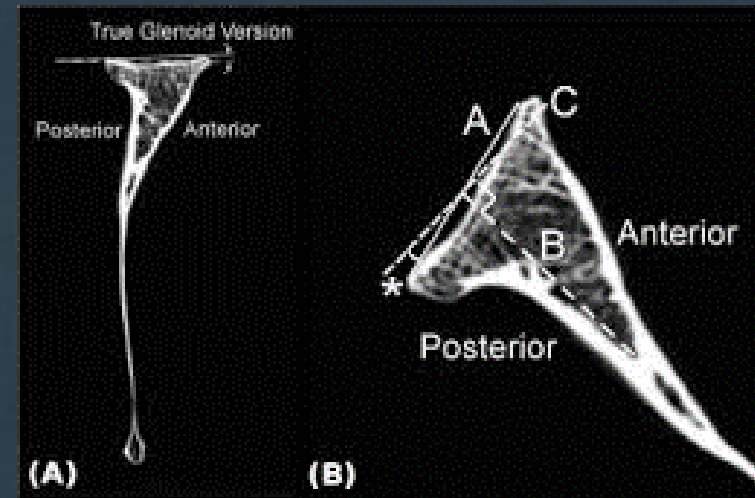 True Glenoid Version
Posterior
Anterior
(A)
A
C
B
Anterior
*
Posterior
(B)